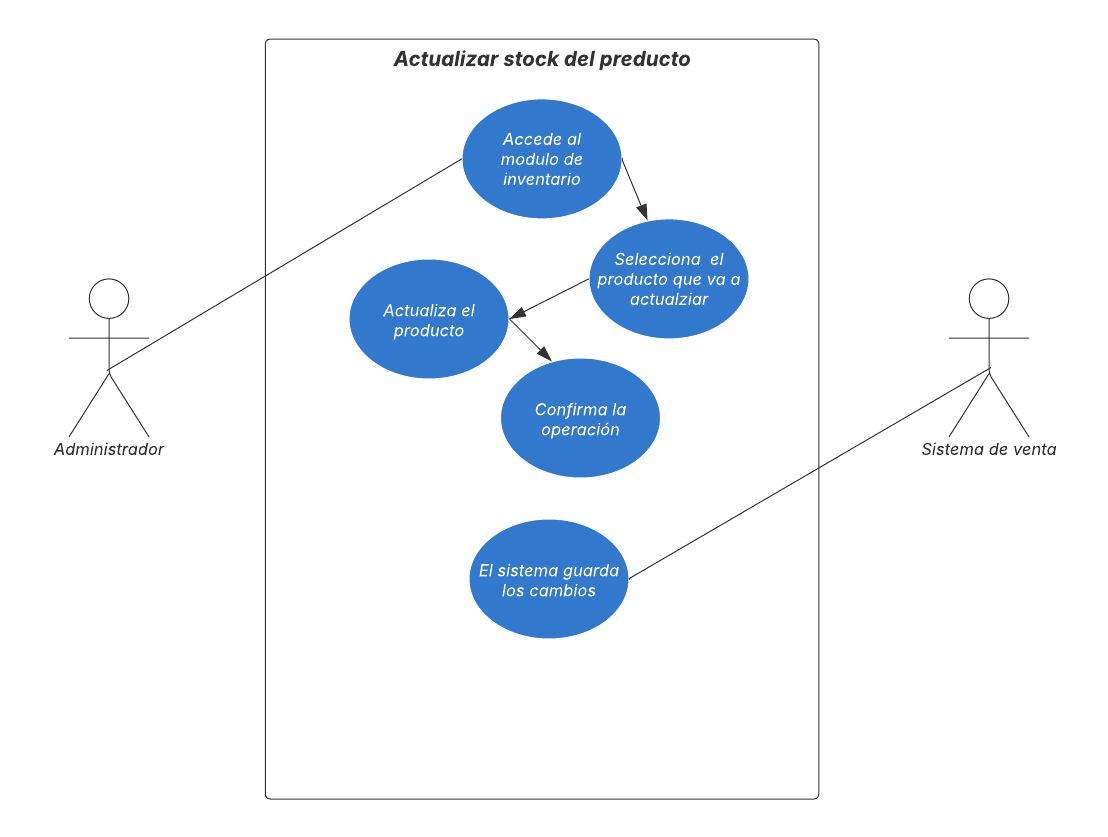 Actualizar stock del preducto
Accede al
modulo de
inventario
Selecciona  el
producto que va a
actualziar
Actualiza el
producto
Confirma la
operación
Administrador
Sistema de venta
El sistema guarda
los cambios